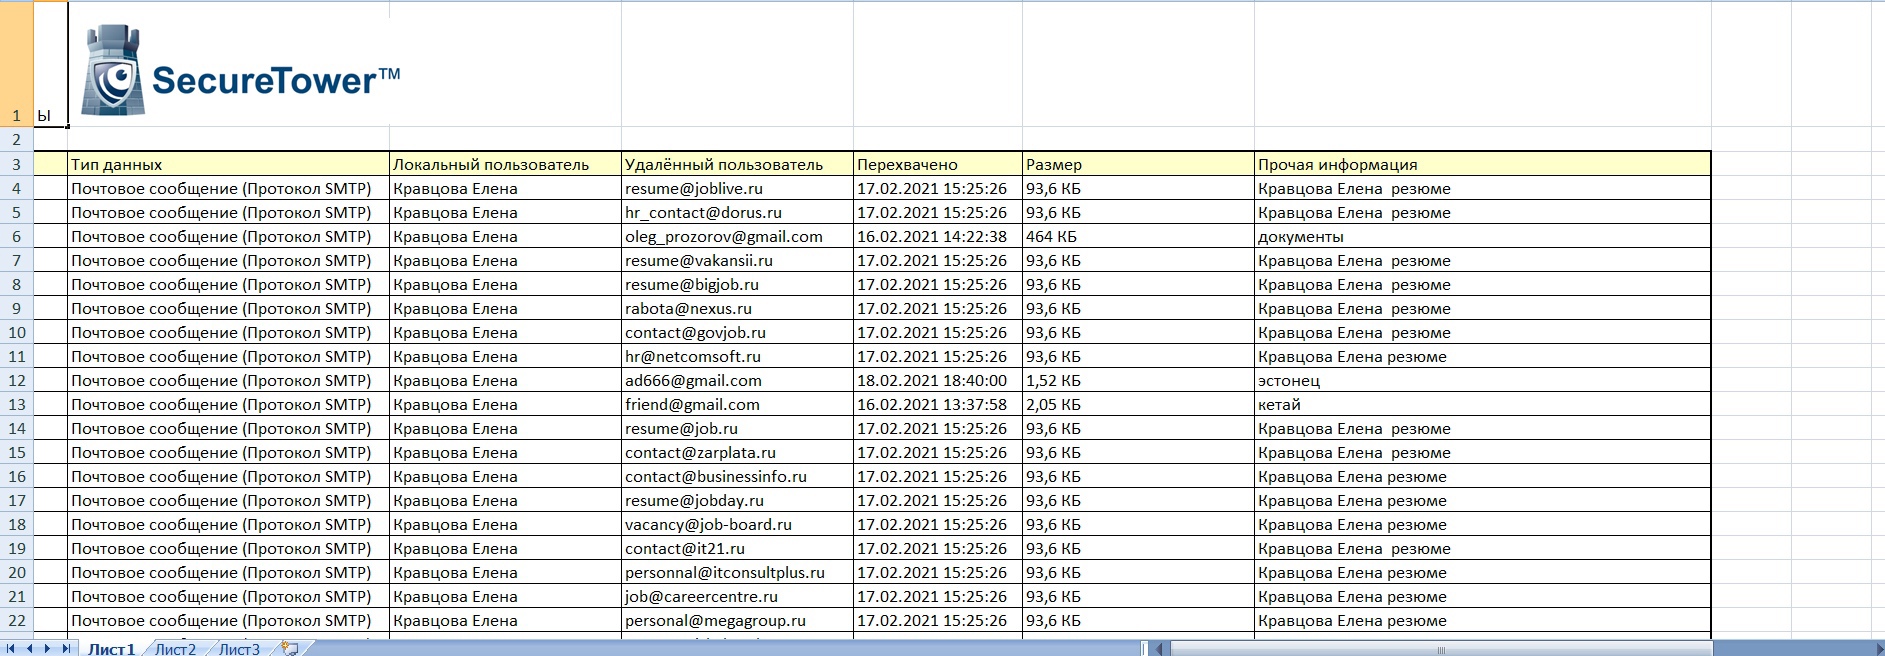 SecureTower™
1 Ы
2
3 Тип данных Локальный пользователь Удалённый пользователь Перехвачено Размер Прочая информация
4 Почтовое сообщение (Протокол SMTP) Кравцова Елена resume@joblive.ru 17.02.2021 15:25:26 93,6 КБ Кравцова Елена  резюме
5 Почтовое сообщение (Протокол SMTP) Кравцова Елена hr_contact@dorus.ru 17.02.2021 15:25:26 93,6 КБ Кравцова Елена  резюме
6 Почтовое сообщение (Протокол SMTP) Кравцова Елена oleg_prozorov@gmail.com 16.02.2021 14:22:38 464 КБ документы
7 Почтовое сообщение (Протокол SMTP) Кравцова Елена resume@vakansii.ru 17.02.2021 15:25:26 93,6 КБ Кравцова Елена  резюме
8 Почтовое сообщение (Протокол SMTP) Кравцова Елена resume@bigjob.ru 17.02.2021 15:25:26 93,6 КБ Кравцова Елена  резюме
9 Почтовое сообщение (Протокол SMTP) Кравцова Елена rabota@nexus.ru 17.02.2021 15:25:26 93,6 КБ Кравцова Елена  резюме
10 Почтовое сообщение (Протокол SMTP) Кравцова Елена contact@govjob.ru 17.02.2021 15:25:26 93,6 КБ Кравцова Елена  резюме
11 Почтовое сообщение (Протокол SMTP) Кравцова Елена hr@netcomsoft.ru 17.02.2021 15:25:26 93,6 КБ Кравцова Елена резюме
12 Почтовое сообщение (Протокол SMTP) Кравцова Елена ad666@gmail.com 18.02.2021 18:40:00 1,52 КБ эстонец
13 Почтовое сообщение (Протокол SMTP) Кравцова Елена friend@gmail.com 16.02.2021 13:37:58 2,05 КБ кетай
14 Почтовое сообщение (Протокол SMTP) Кравцова Елена resume@job.ru 17.02.2021 15:25:26 93,6 КБ Кравцова Елена  резюме
15 Почтовое сообщение (Протокол SMTP) Кравцова Елена contact@zarplata.ru 17.02.2021 15:25:26 93,6 КБ Кравцова Елена  резюме
16 Почтовое сообщение (Протокол SMTP) Кравцова Елена contact@businessinfo.ru 17.02.2021 15:25:26 93,6 КБ Кравцова Елена резюме
17 Почтовое сообщение (Протокол SMTP) Кравцова Елена resume@jobday.ru 17.02.2021 15:25:26 93,6 КБ Кравцова Елена резюме
18 Почтовое сообщение (Протокол SMTP) Кравцова Елена vacancy@job-board.ru 17.02.2021 15:25:26 93,6 КБ Кравцова Елена резюме
19 Почтовое сообщение (Протокол SMTP) Кравцова Елена contact@it21.ru 17.02.2021 15:25:26 93,6 КБ Кравцова Елена  резюме
20 Почтовое сообщение (Протокол SMTP) Кравцова Елена personnal@itconsultplus.ru 17.02.2021 15:25:26 93,6 КБ Кравцова Елена резюме
21 Почтовое сообщение (Протокол SMTP) Кравцова Елена job@careercentre.ru 17.02.2021 15:25:26 93,6 КБ Кравцова Елена резюме
22 Почтовое сообщение (Протокол SMTP) Кравцова Елена personal@megagroup.ru 17.02.2021 15:25:26 93,6 КБ Кравцова Елена резюме
Лист1 Лист2 Лист3